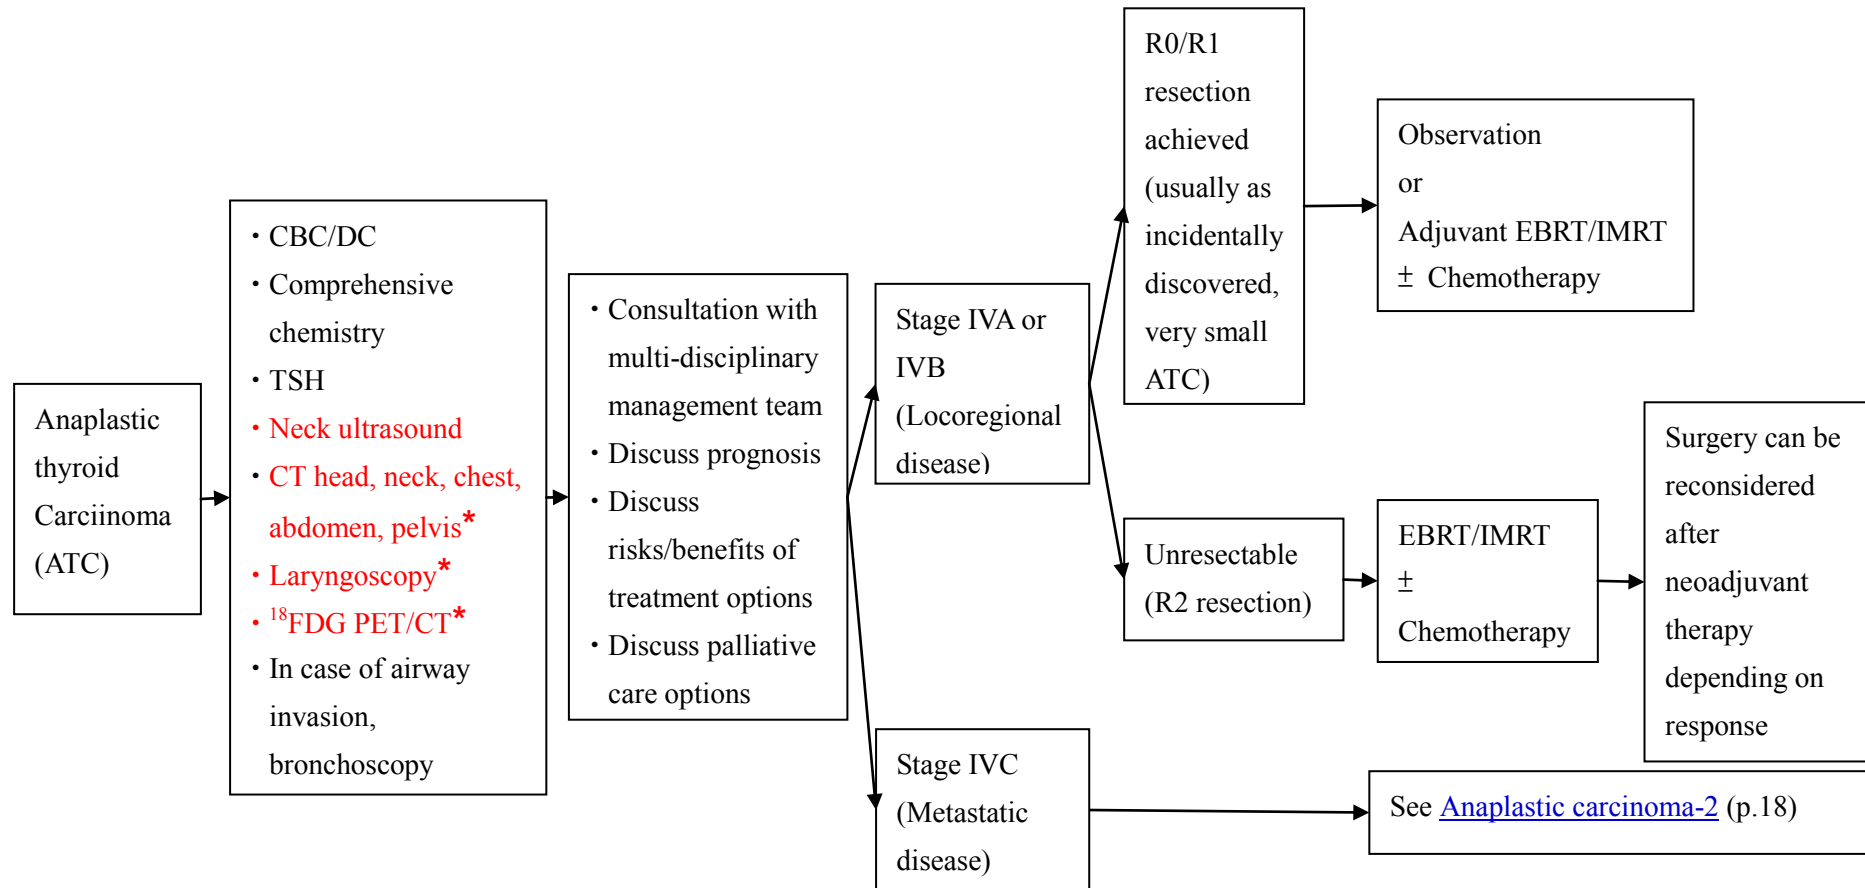 Anaplastic
thyroid
Carciinoma
(ATC)
・CBC/DC
・Comprehensive
chemistry
・TSH
・Neck ultrasound
・CT head, neck, chest,
abdomen, pelvis*
・Laryngoscopy*
・¹⁸FDG PET/CT*
・In case of airway
invasion,
bronchoscopy
・Consultation with
multi-disciplinary
management team
・Discuss prognosis
・Discuss
risks/benefits of
treatment options
・Discuss palliative
care options
Stage IVA or
IVB
(Locoregional
disease)
R0/R1
resection
achieved
(usually as
incidentally
discovered,
very small
ATC)
Observation
or
Adjuvant EBRT/IMRT
± Chemotherapy
Unresectable
(R2 resection)
EBRT/IMRT
±
Chemotherapy
Surgery can be
reconsidered
after
neoadjuvant
therapy
depending on
response
Stage IVC
(Metastatic
disease)
See Anaplastic carcinoma-2 (p.18)